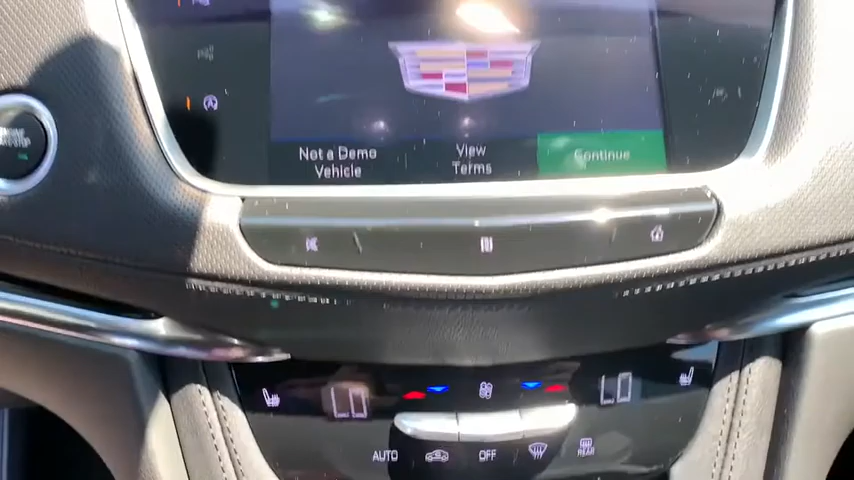 Not a Demo
Vehicle
View
Terms
Continue
AUTO
OFF
REAR